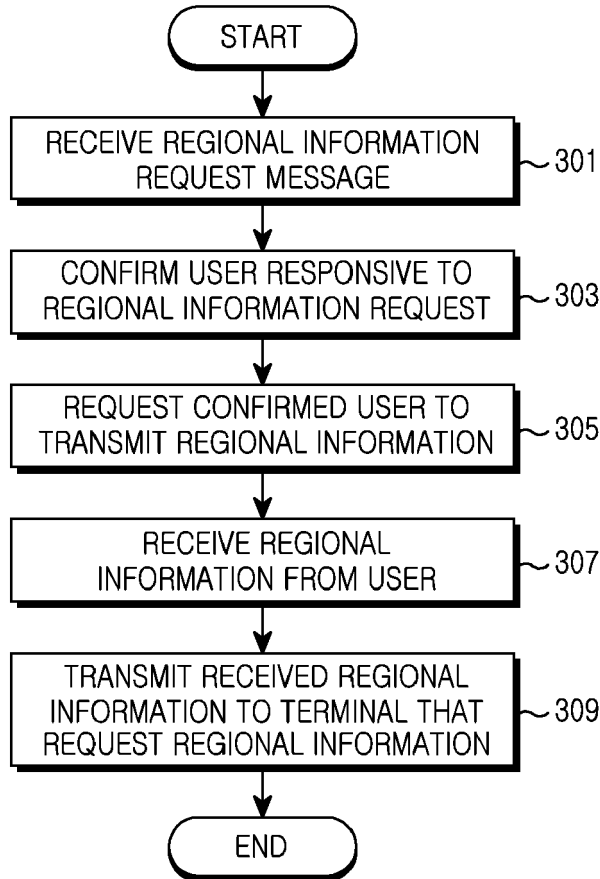 START
RECEIVE REGIONAL INFORMATION
REQUEST MESSAGE
301
CONFIRM USER RESPONSIVE TO
REGIONAL INFORMATION REQUEST
303
REQUEST CONFIRMED USER TO
TRANSMIT REGIONAL INFORMATION
305
RECEIVE REGIONAL
INFORMATION FROM USER
307
TRANSMIT RECEIVED REGIONAL
INFORMATION TO TERMINAL THAT
REQUEST REGIONAL INFORMATION
309
END